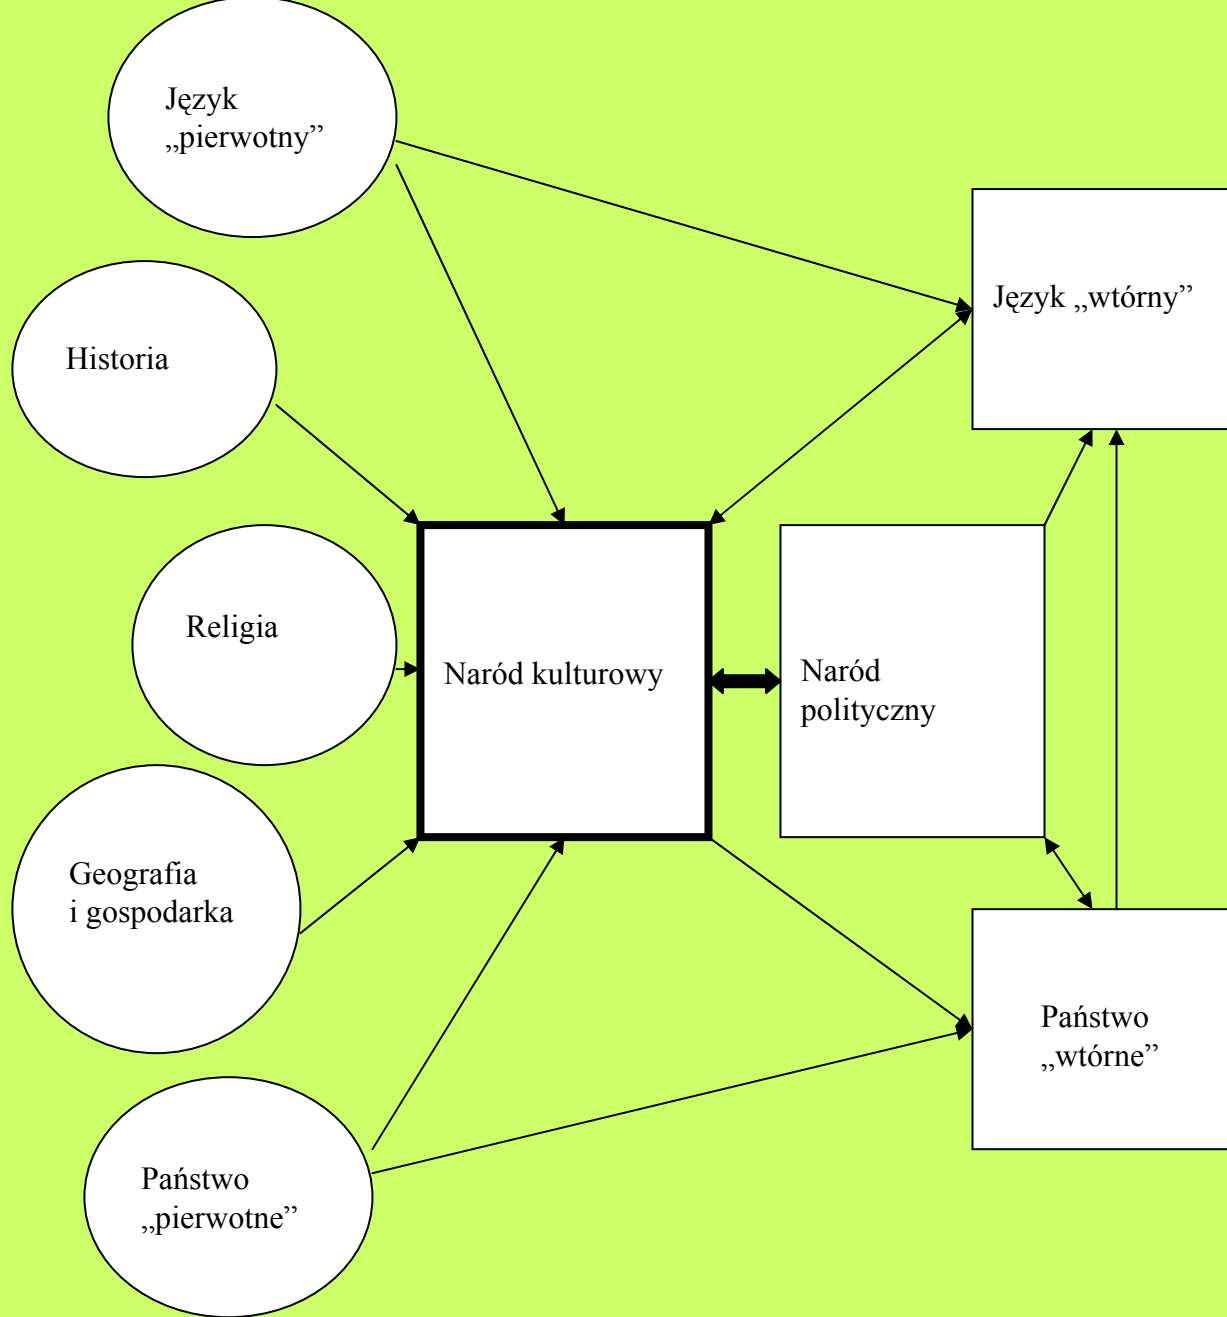 Język
„pierwotny”
Język „wtórny”
Historia
Religia
Naród kulturowy
Naród
polityczny
Geografia
i gospodarka
Państwo
„wtórne”
Państwo
„pierwotne”